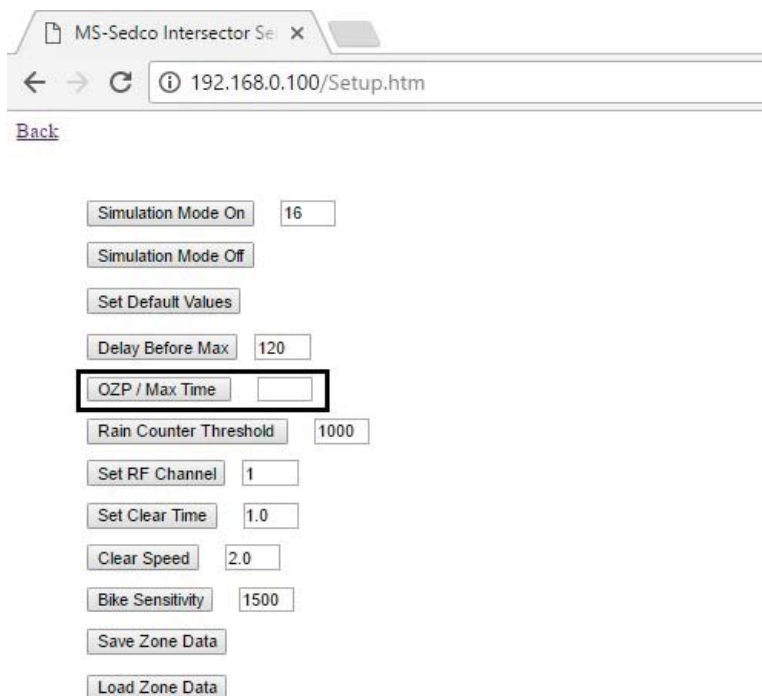 MS-Sedco Intersector Se
192.168.0.100/Setup.htm
Back
Simulation Mode On 16
Simulation Mode Off
Set Default Values
Delay Before Max 120
OZP / Max Time
Rain Counter Threshold 1000
Set RF Channel 1
Set Clear Time 1.0
Clear Speed 2.0
Bike Sensitivity 1500
Save Zone Data
Load Zone Data